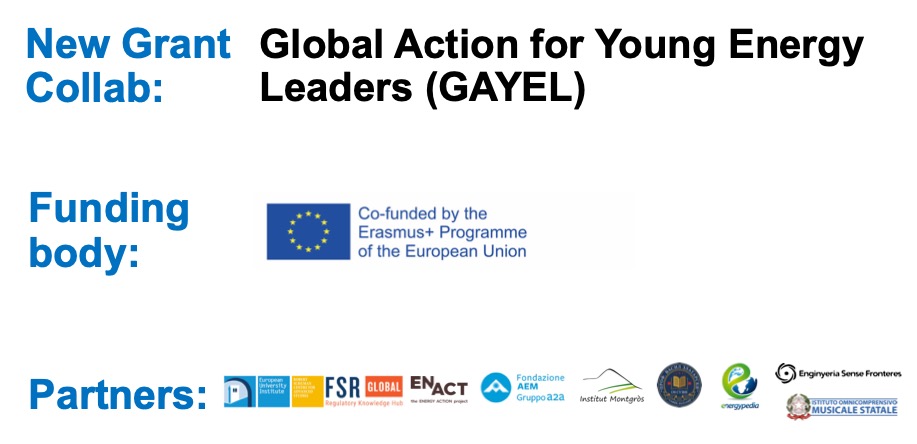 New Grant
Collab:
Global Action for Young Energy
Leaders (GAYEL)
Funding
body:
Co-funded by the
Erasmus+ Programme
of the European Union
Partners:
European
University
Institute
FSR GLOBAL
Regulatory Knowledge Hub
ENACT
the ENERGY ACTION project
Fondazione
AEM
Gruppo a2a
Institut Montgròs
energypedia
Enginyeria Sense Fronteres
ISTITUTO OMNICOMPRENSIVO
MUSICALE STATALE